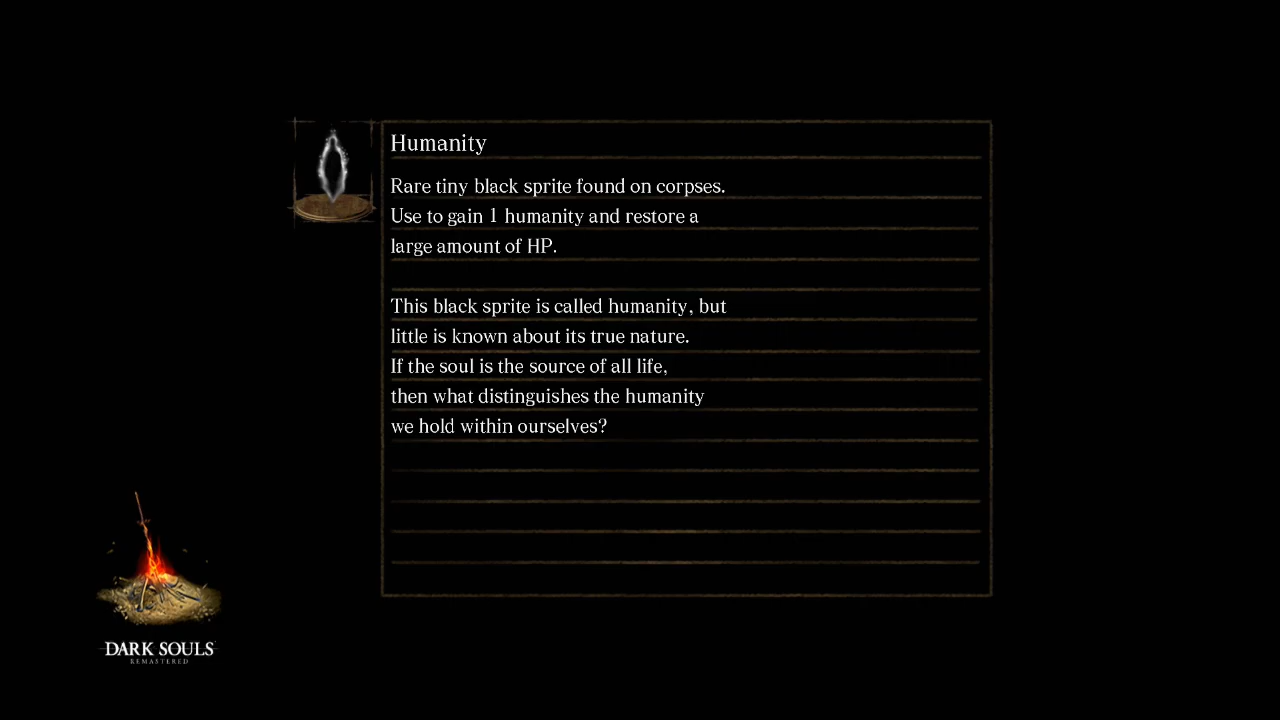 Humanity
Rare tiny black sprite found on corpses.
Use to gain 1 humanity and restore a
large amount of HP.
This black sprite is called humanity, but
little is known about its true nature.
If the soul is the source of all life,
then what distinguishes the humanity
we hold within ourselves?
DARK SOULS
REMASTERED